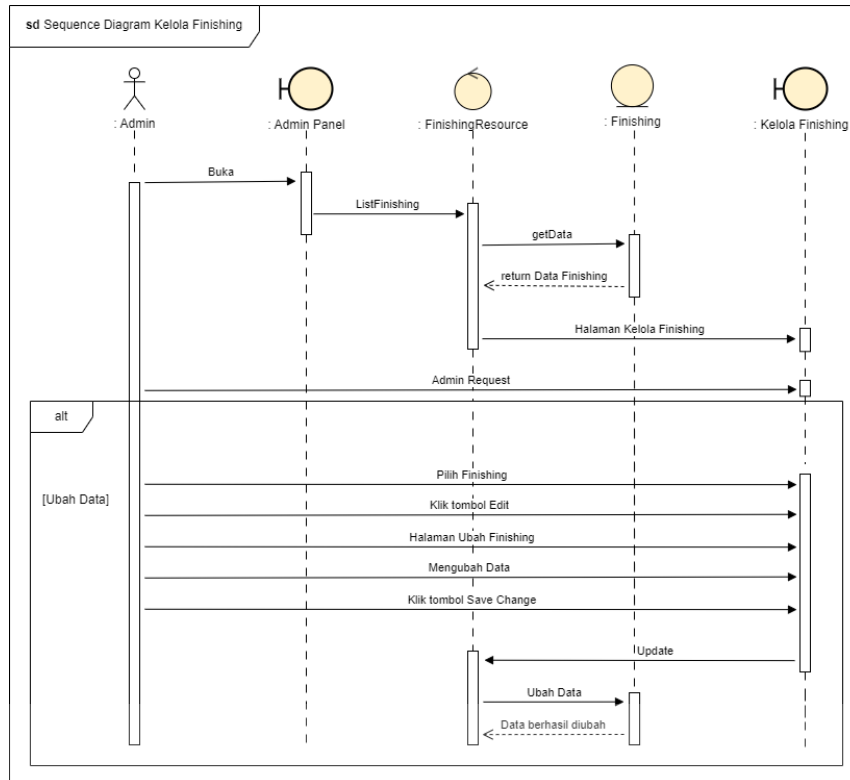 sd Sequence Diagram Kelola Finishing
: Admin
: Admin Panel
: FinishingResource
: Finishing
: Kelola Finishing
Buka
ListFinishing
getData
return Data Finishing
Halaman Kelola Finishing
Admin Request
alt
[Ubah Data]
Pilih Finishing
Klik tombol Edit
Halaman Ubah Finishing
Mengubah Data
Klik tombol Save Change
Update
Ubah Data
Data berhasil diubah